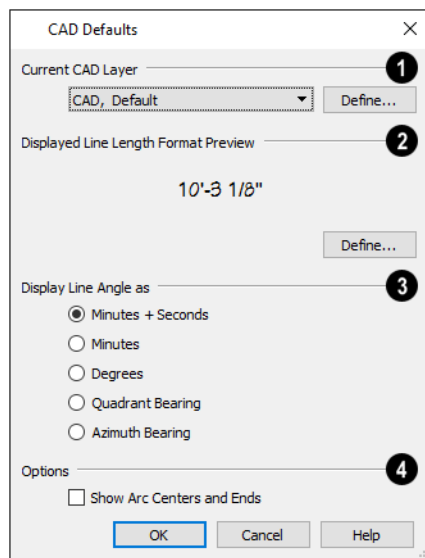 CAD Defaults
Current CAD Layer 1
CAD, Default Define...
Displayed Line Length Format Preview 2
10'-3 1/8"
Define...
Display Line Angle as 3
Minutes + Seconds
Minutes
Degrees
Quadrant Bearing
Azimuth Bearing
Options 4
Show Arc Centers and Ends
OK Cancel Help